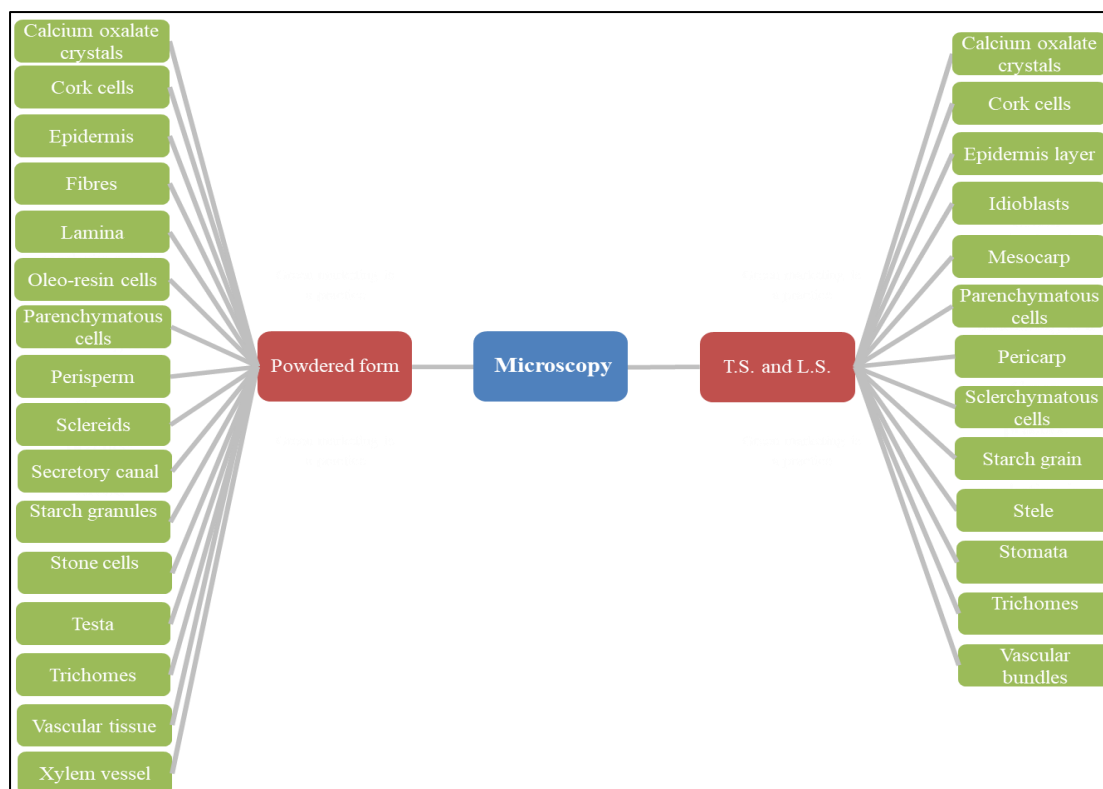 Calcium oxalate
crystals
Cork cells
Epidermis
Fibres
Lamina
Oleo-resin cells
Parenchymatous
cells
Perisperm
Sclereids
Secretory canal
Starch granules
Stone cells
Testa
Trichomes
Vascular tissue
Xylem vessel
Powdered form
Microscopy
T.S. and L.S.
Calcium oxalate
crystals
Cork cells
Epidermis layer
Idioblasts
Mesocarp
Parenchymatous
cells
Pericarp
Sclerchymatous
cells
Starch grain
Stele
Stomata
Trichomes
Vascular
bundles